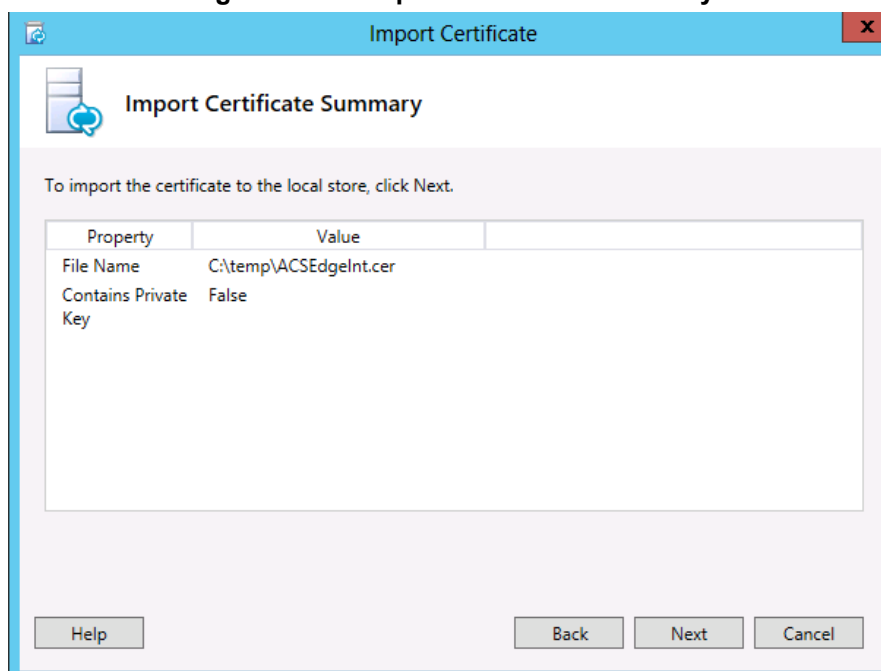 Import Certificate
x
Import Certificate Summary
To import the certificate to the local store, click Next.
Property Value
File Name C:\temp\ACSEdgeInt.cer
Contains Private Key False
Help Back Next Cancel